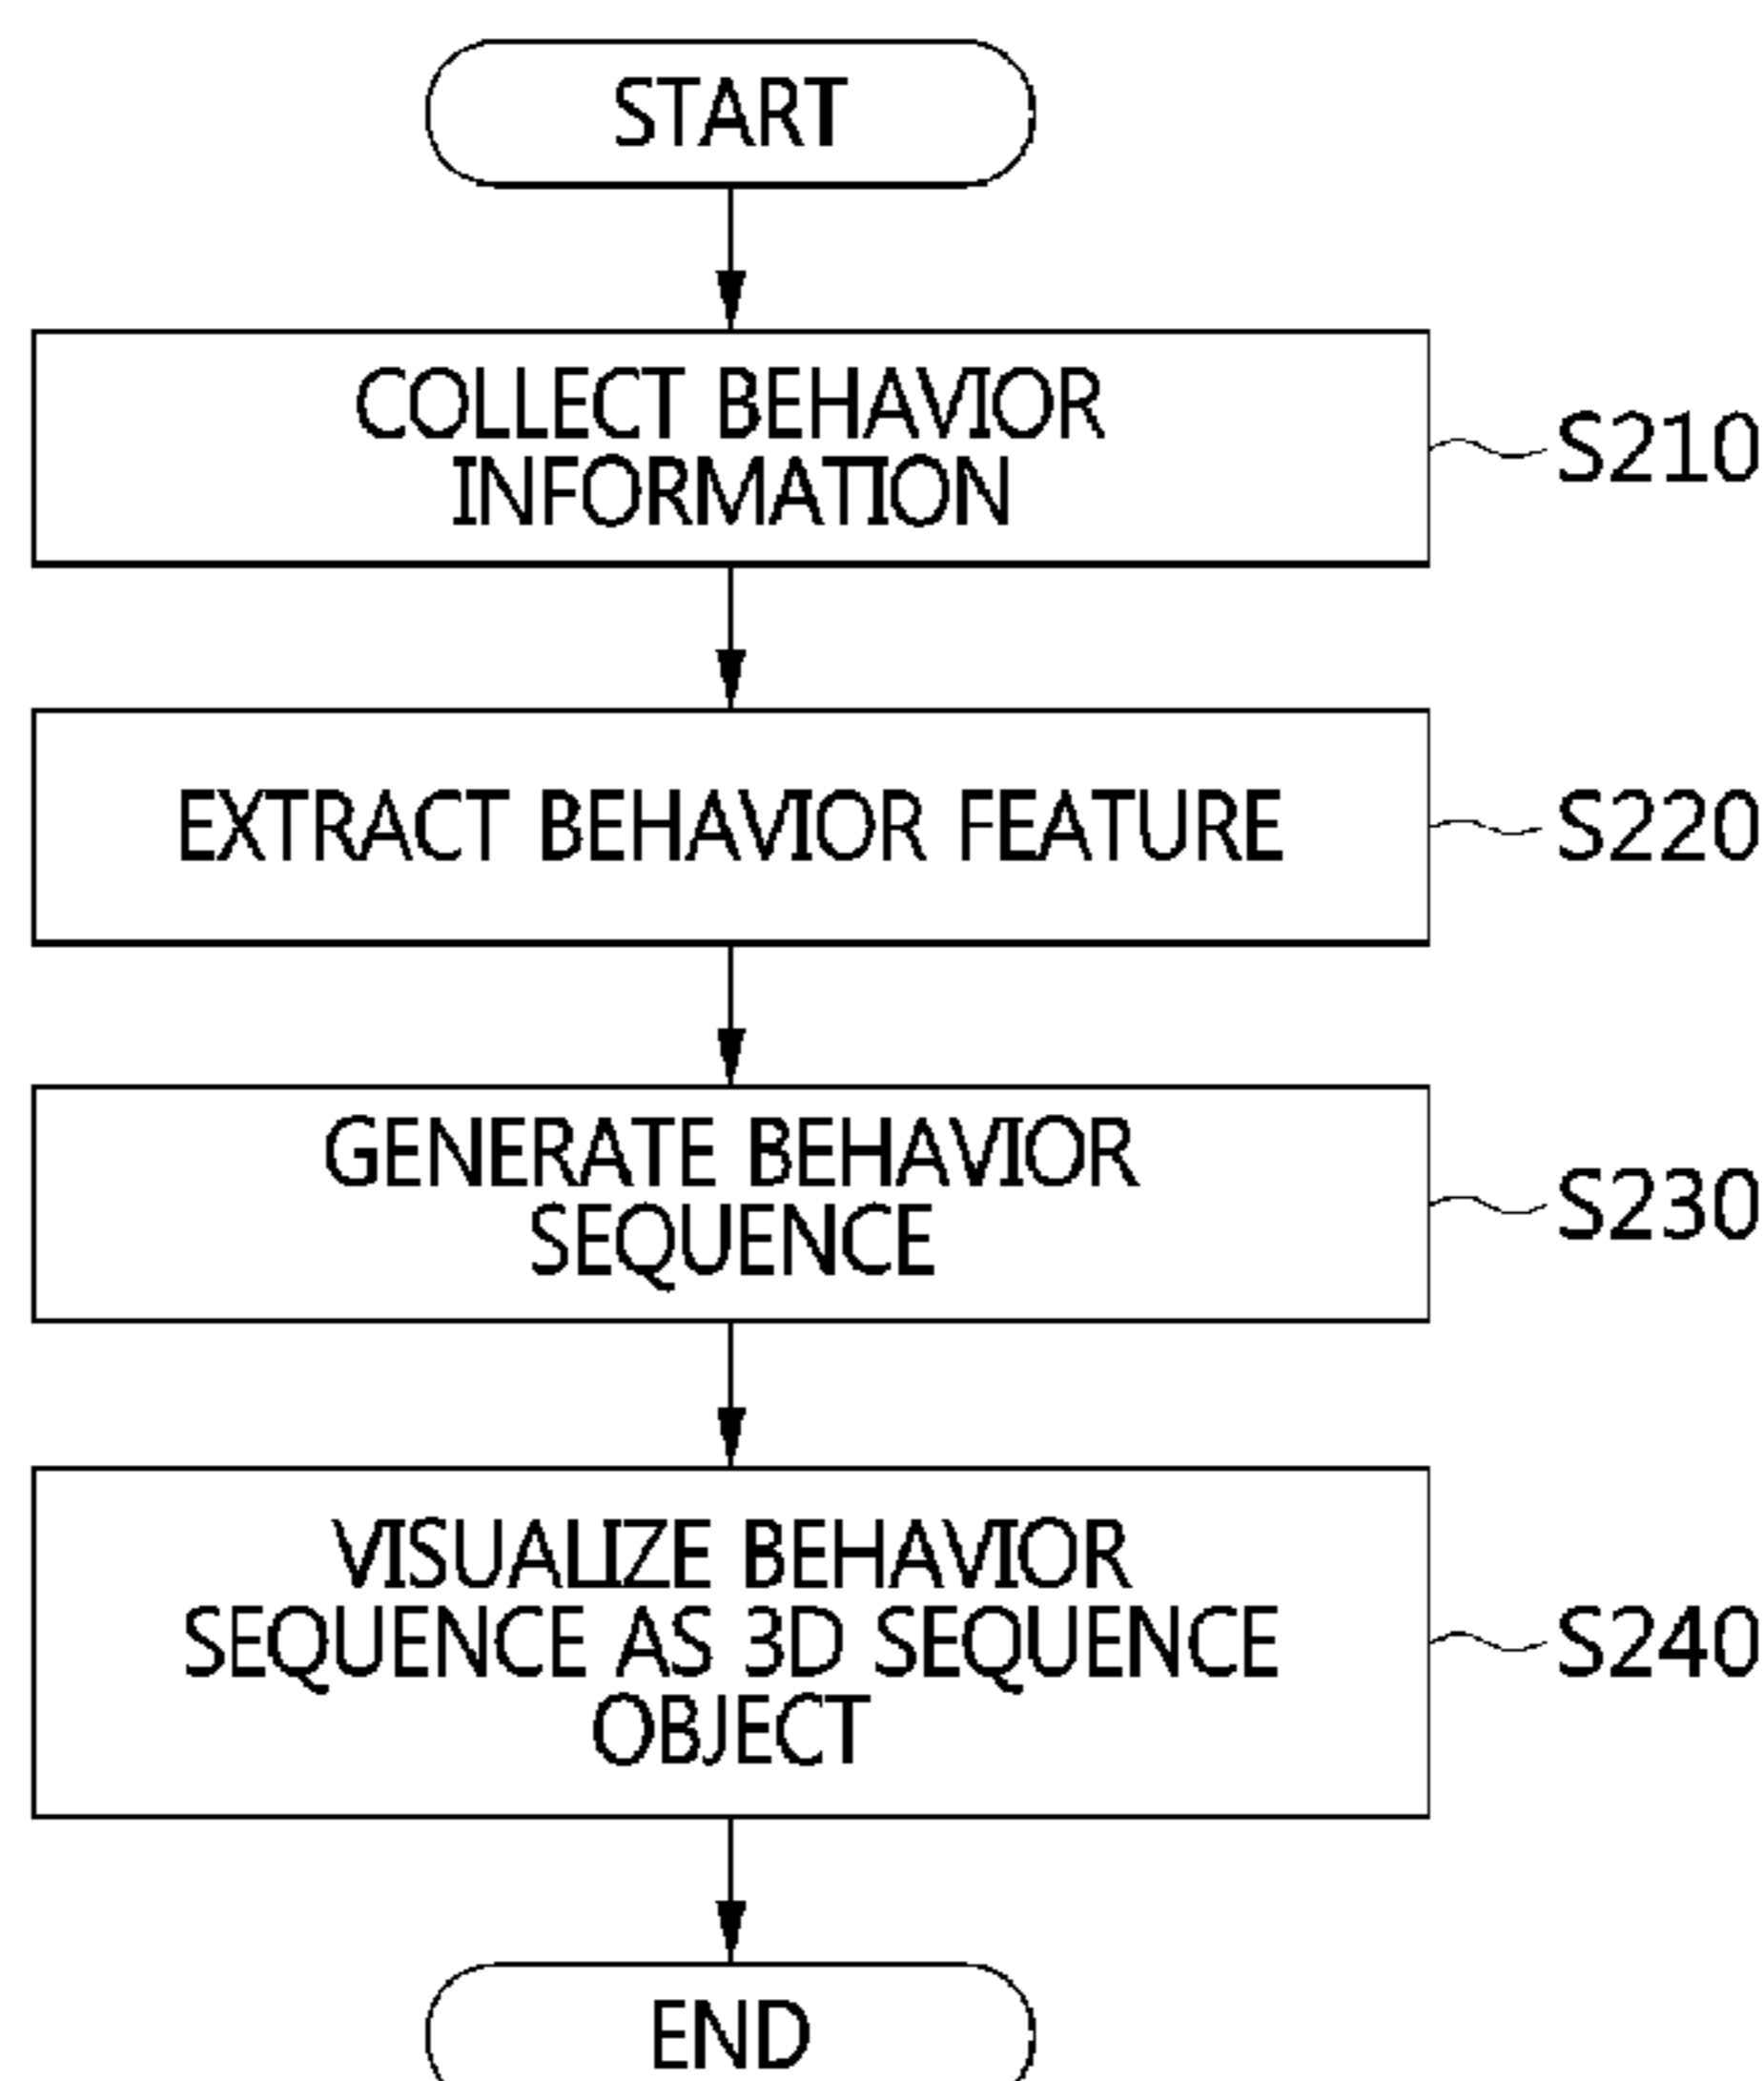 START
COLLECT BEHAVIOR
INFORMATION
S210
EXTRACT BEHAVIOR FEATURE
S220
GENERATE BEHAVIOR
SEQUENCE
S230
VISUALIZE BEHAVIOR
SEQUENCE AS 3D SEQUENCE
OBJECT
S240
END